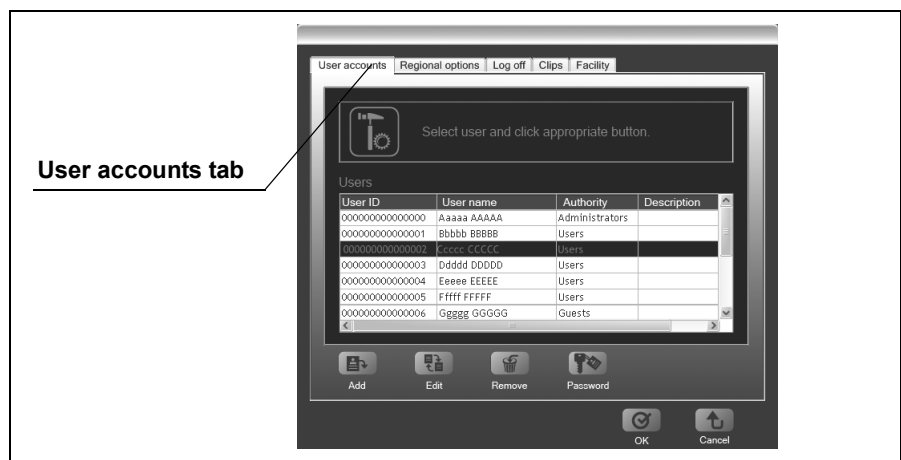 User accounts Regional options Log off Clips Facility
Select user and click appropriate button.
User accounts tab
Users
User ID User name Authority Description
000000000000000 Aaaaa AAAAA Administrators
000000000000001 Bbbbb BBBBB Users
000000000000002 Ccccc CCCCC Users
000000000000003 Ddddd DDDDD Users
000000000000004 Eeeee EEEEE Users
000000000000005 Fffff FFFFF Users
000000000000006 Ggggg GGGGG Guests
Add Edit Remove Password
OK Cancel